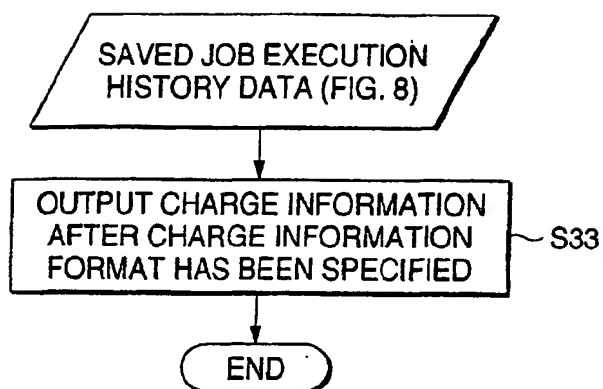 SAVED JOB EXECUTION
HISTORY DATA (FIG. 8)
OUTPUT CHARGE INFORMATION
AFTER CHARGE INFORMATION
FORMAT HAS BEEN SPECIFIED
S33
END